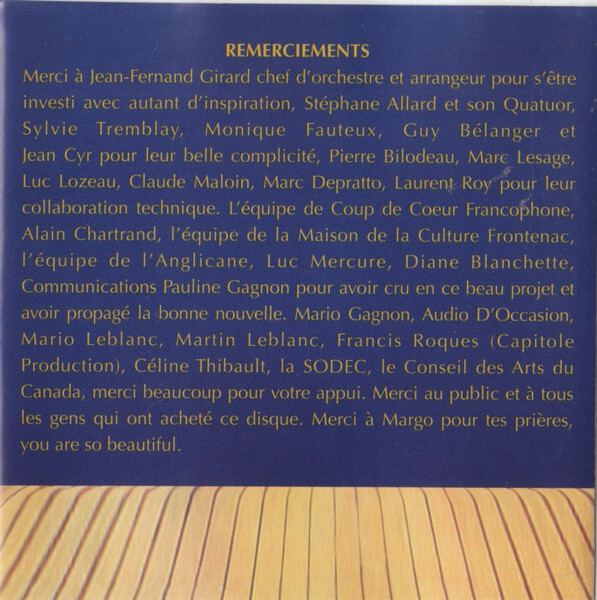 REMERCIEMENTS
Merci à Jean-Fernand Girard chef d'orchestre et arrangeur pour s'être
investi avec autant d'inspiration, Stéphane Allard et son Quatuor,
Sylvie Tremblay, Monique Fauteux, Guy Bélanger et
Jean Cyr pour leur belle complicité, Pierre Bilodeau, Marc Lesage,
Luc Lozeau, Claude Maloin, Marc Depratto, Laurent Roy pour leur
collaboration technique. L'équipe de Coup de Coeur Francophone,
Alain Chartrand, l'équipe de la Maison de la Culture Frontenac,
l'équipe de l'Anglicane, Luc Mercure, Diane Blanchette,
Communications Pauline Gagnon pour avoir cru en ce beau projet et
avoir propagé la bonne nouvelle. Mario Gagnon, Audio D'Occasion,
Mario Leblanc, Martin Leblanc, Francis Roques (Capitole
Production), Céline Thibault, la SODEC, le Conseil des Arts du
Canada, merci beaucoup pour votre appui. Merci au public et à tous
les gens qui ont acheté ce disque. Merci à Margo pour tes prières,
you are so beautiful.